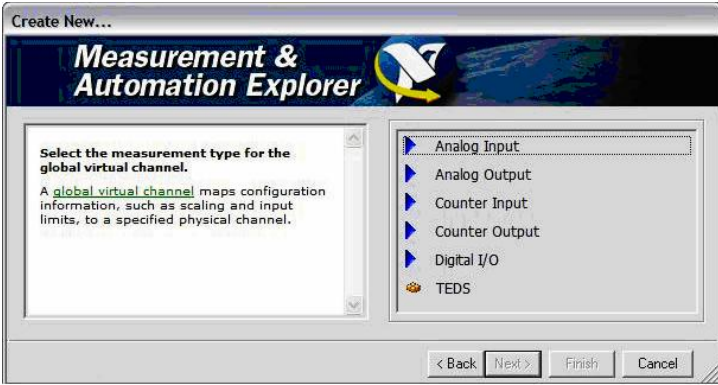 Create New...
Measurement &
Automation Explorer
Select the measurement type for the
global virtual channel.
A global virtual channel maps configuration
information, such as scaling and input
limits, to a specified physical channel.
Analog Input
Analog Output
Counter Input
Counter Output
Digital I/O
TEDS
< Back
Next >
Finish
Cancel